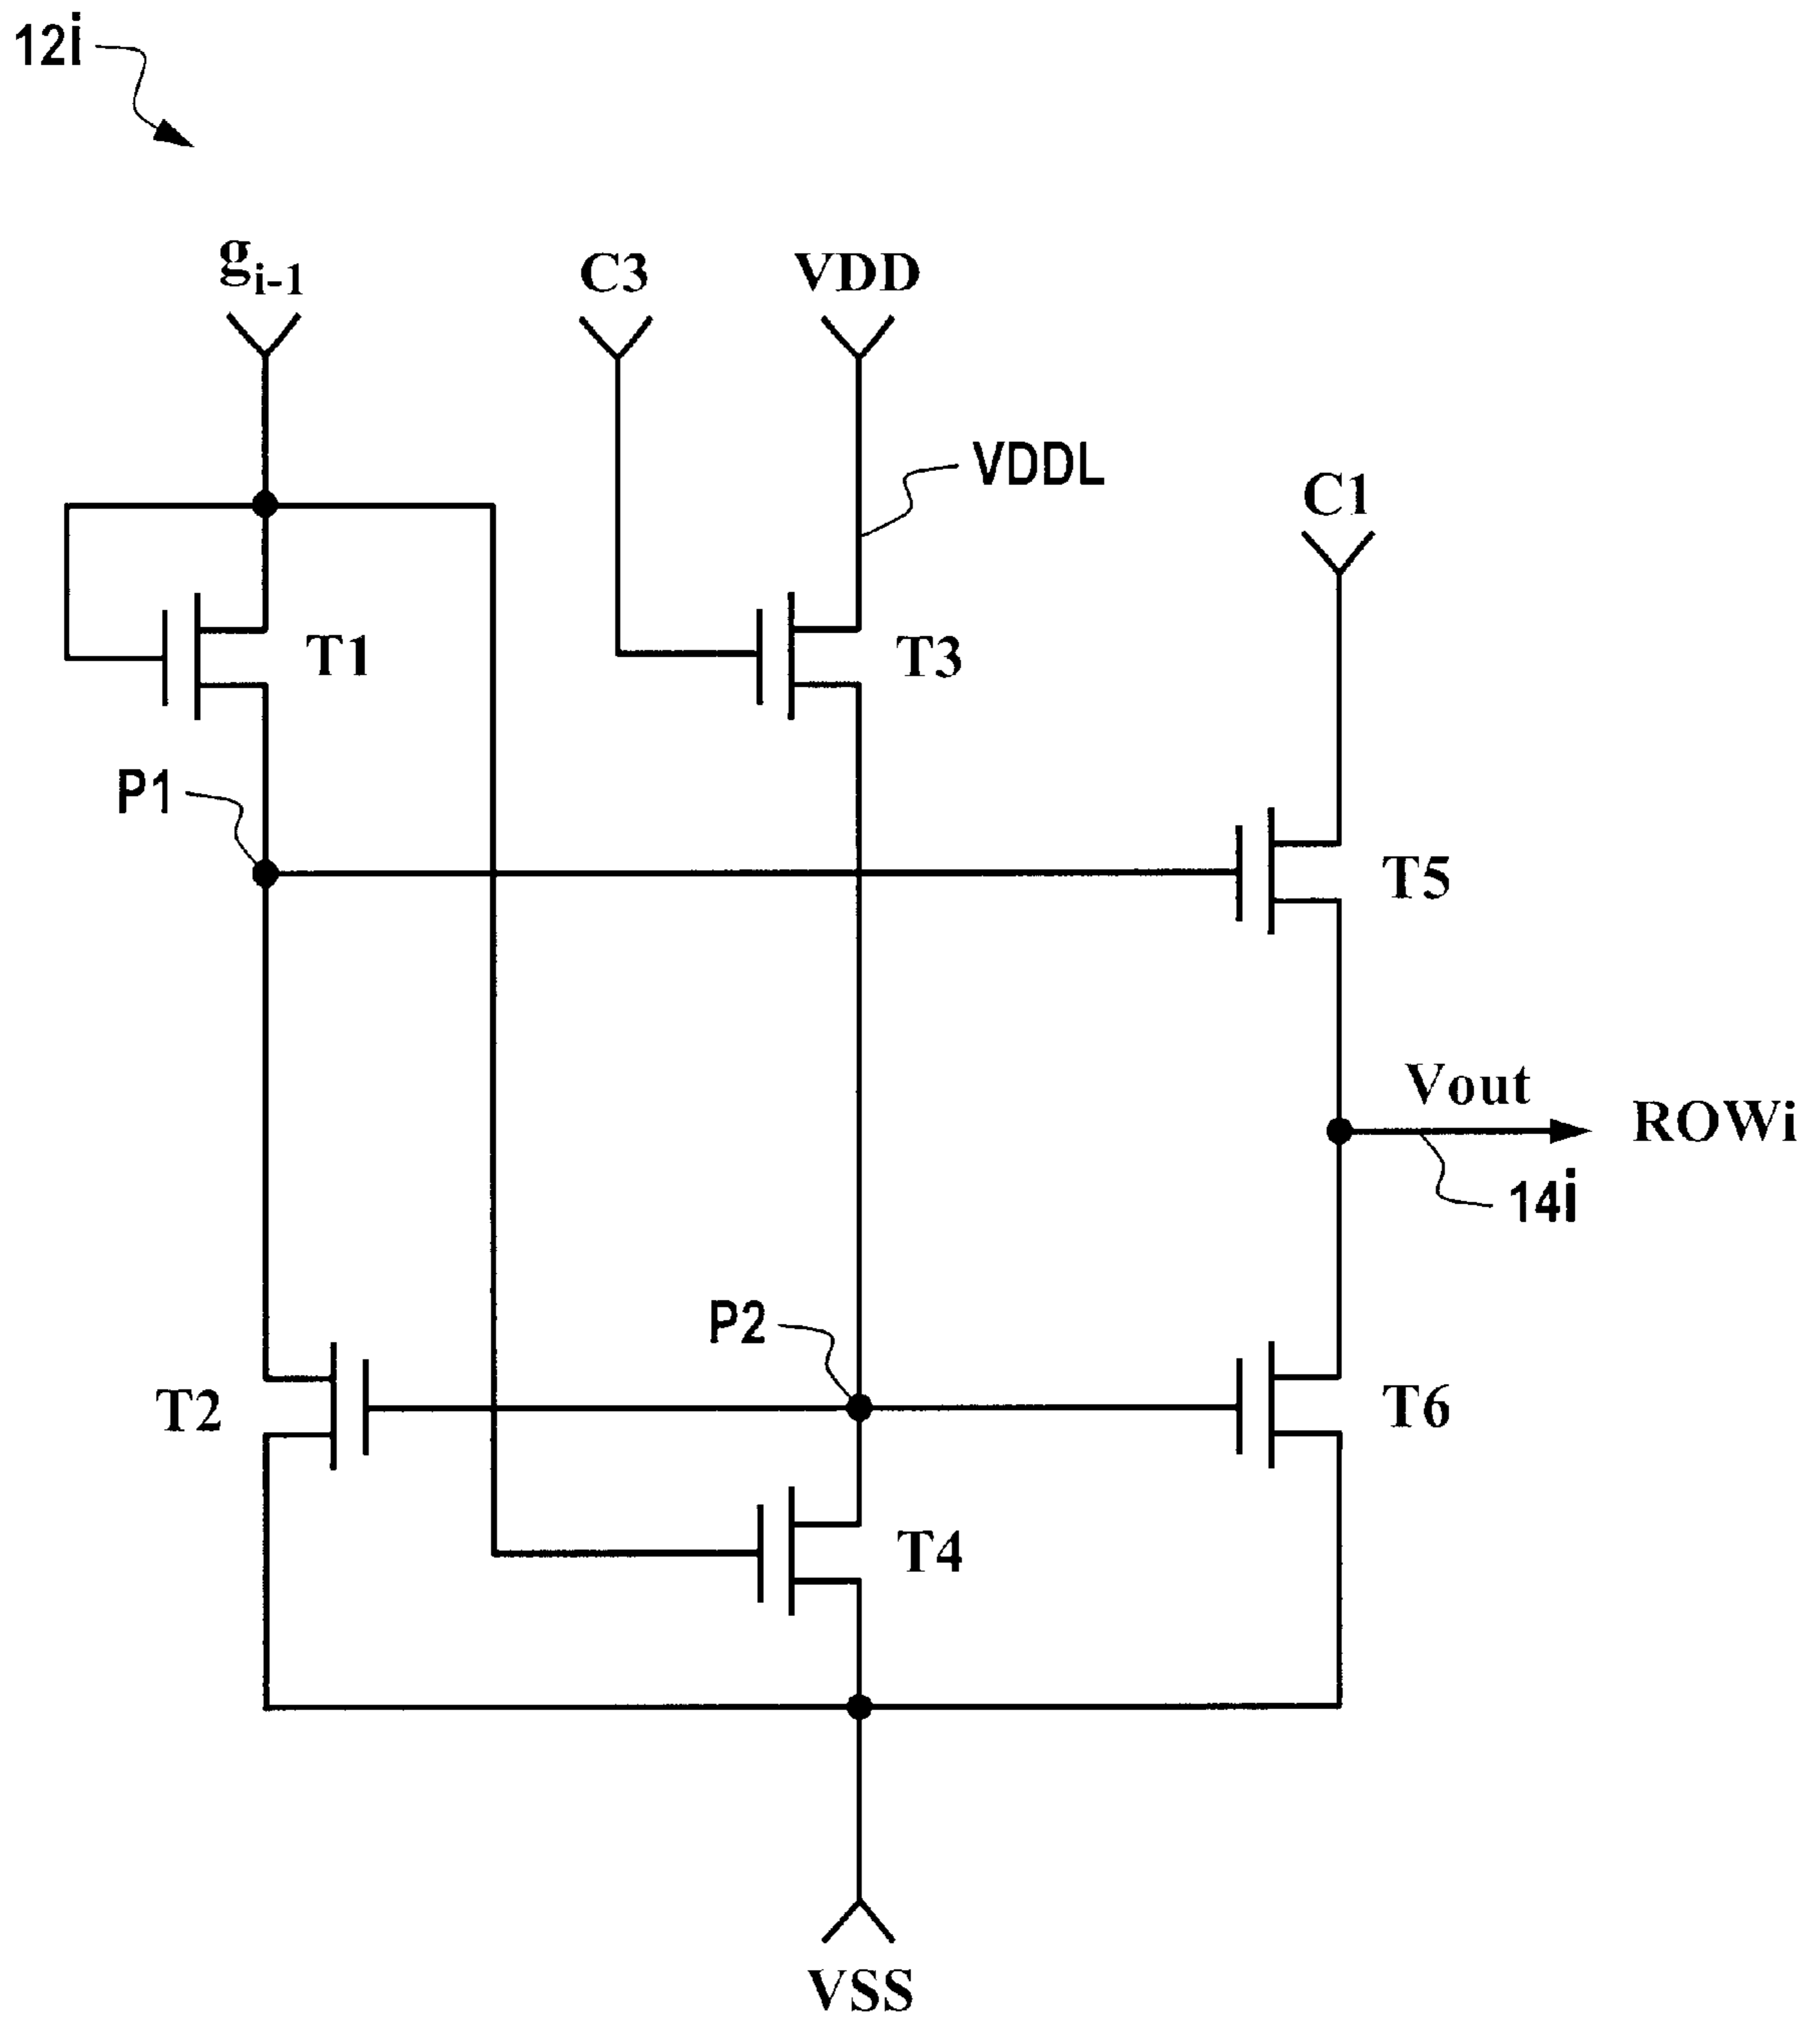 12i
gi-1
C3
VDD
VDDL
C1
T1
T3
P1
T5
Vout
ROWi
14i
P2
T2
T6
T4
VSS